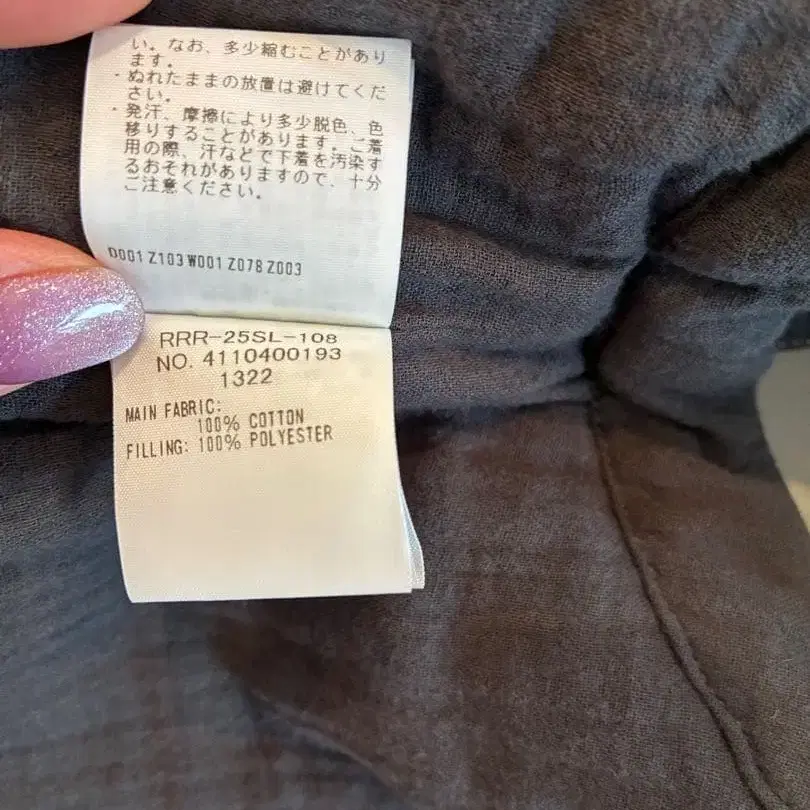 い。なお、多少縮むことがあり
ます。
・ぬれたままの放置は避けてくだ
さい。
・発汗、摩擦により多少脱色、色
移りすることがあります。ご着
用の際、汗などで下着を汚染す
るおそれがありますので、十分
ご注意ください。
D001 Z103 W001 Z078 Z003
RRR-25SL-108
NO. 4110400193
1322
MAIN FABRIC:
100% COTTON
FILLING: 100% POLYESTER